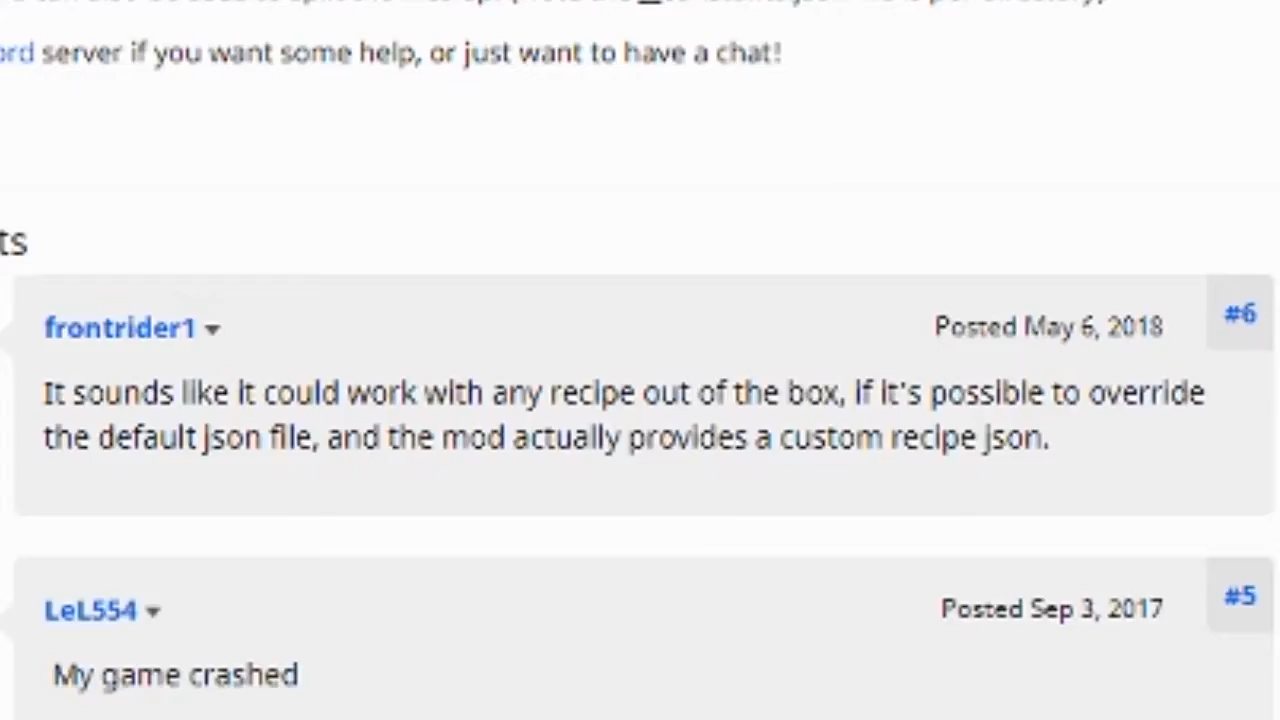 ord server if you want some help, or just want to have a chat!
ts
frontrider1
Posted May 6, 2018
#6
It sounds like it could work with any recipe out of the box, if it's possible to override
the default json file, and the mod actually provides a custom recipe json.
LeL554
Posted Sep 3, 2017
#5
My game crashed